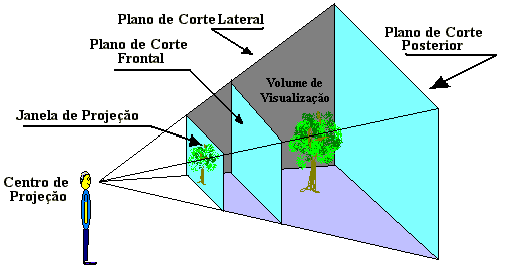 Plano de Corte Lateral
Plano de Corte
Frontal
Plano de Corte
Posterior
Volume de
Visualização
Janela de Projeção
Centro de
Projeção